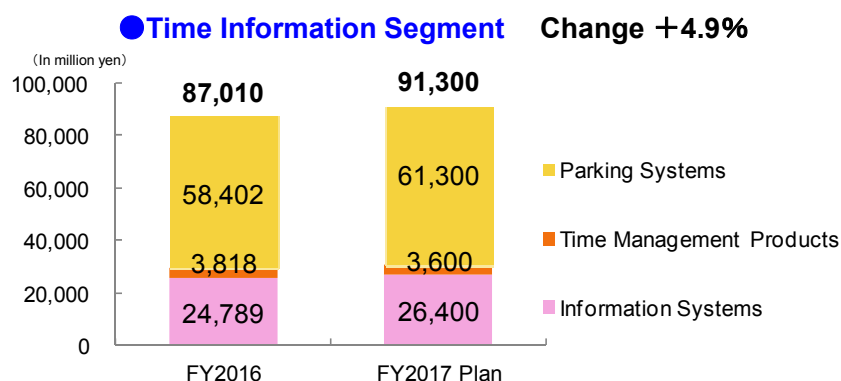 ●Time Information Segment Change ＋4.9%
（In million yen）
100,000
80,000
60,000
40,000
20,000
0
87,010
91,300
58,402
61,300
3,818
3,600
24,789
26,400
FY2016
FY2017 Plan
Parking Systems
Time Management Products
Information Systems